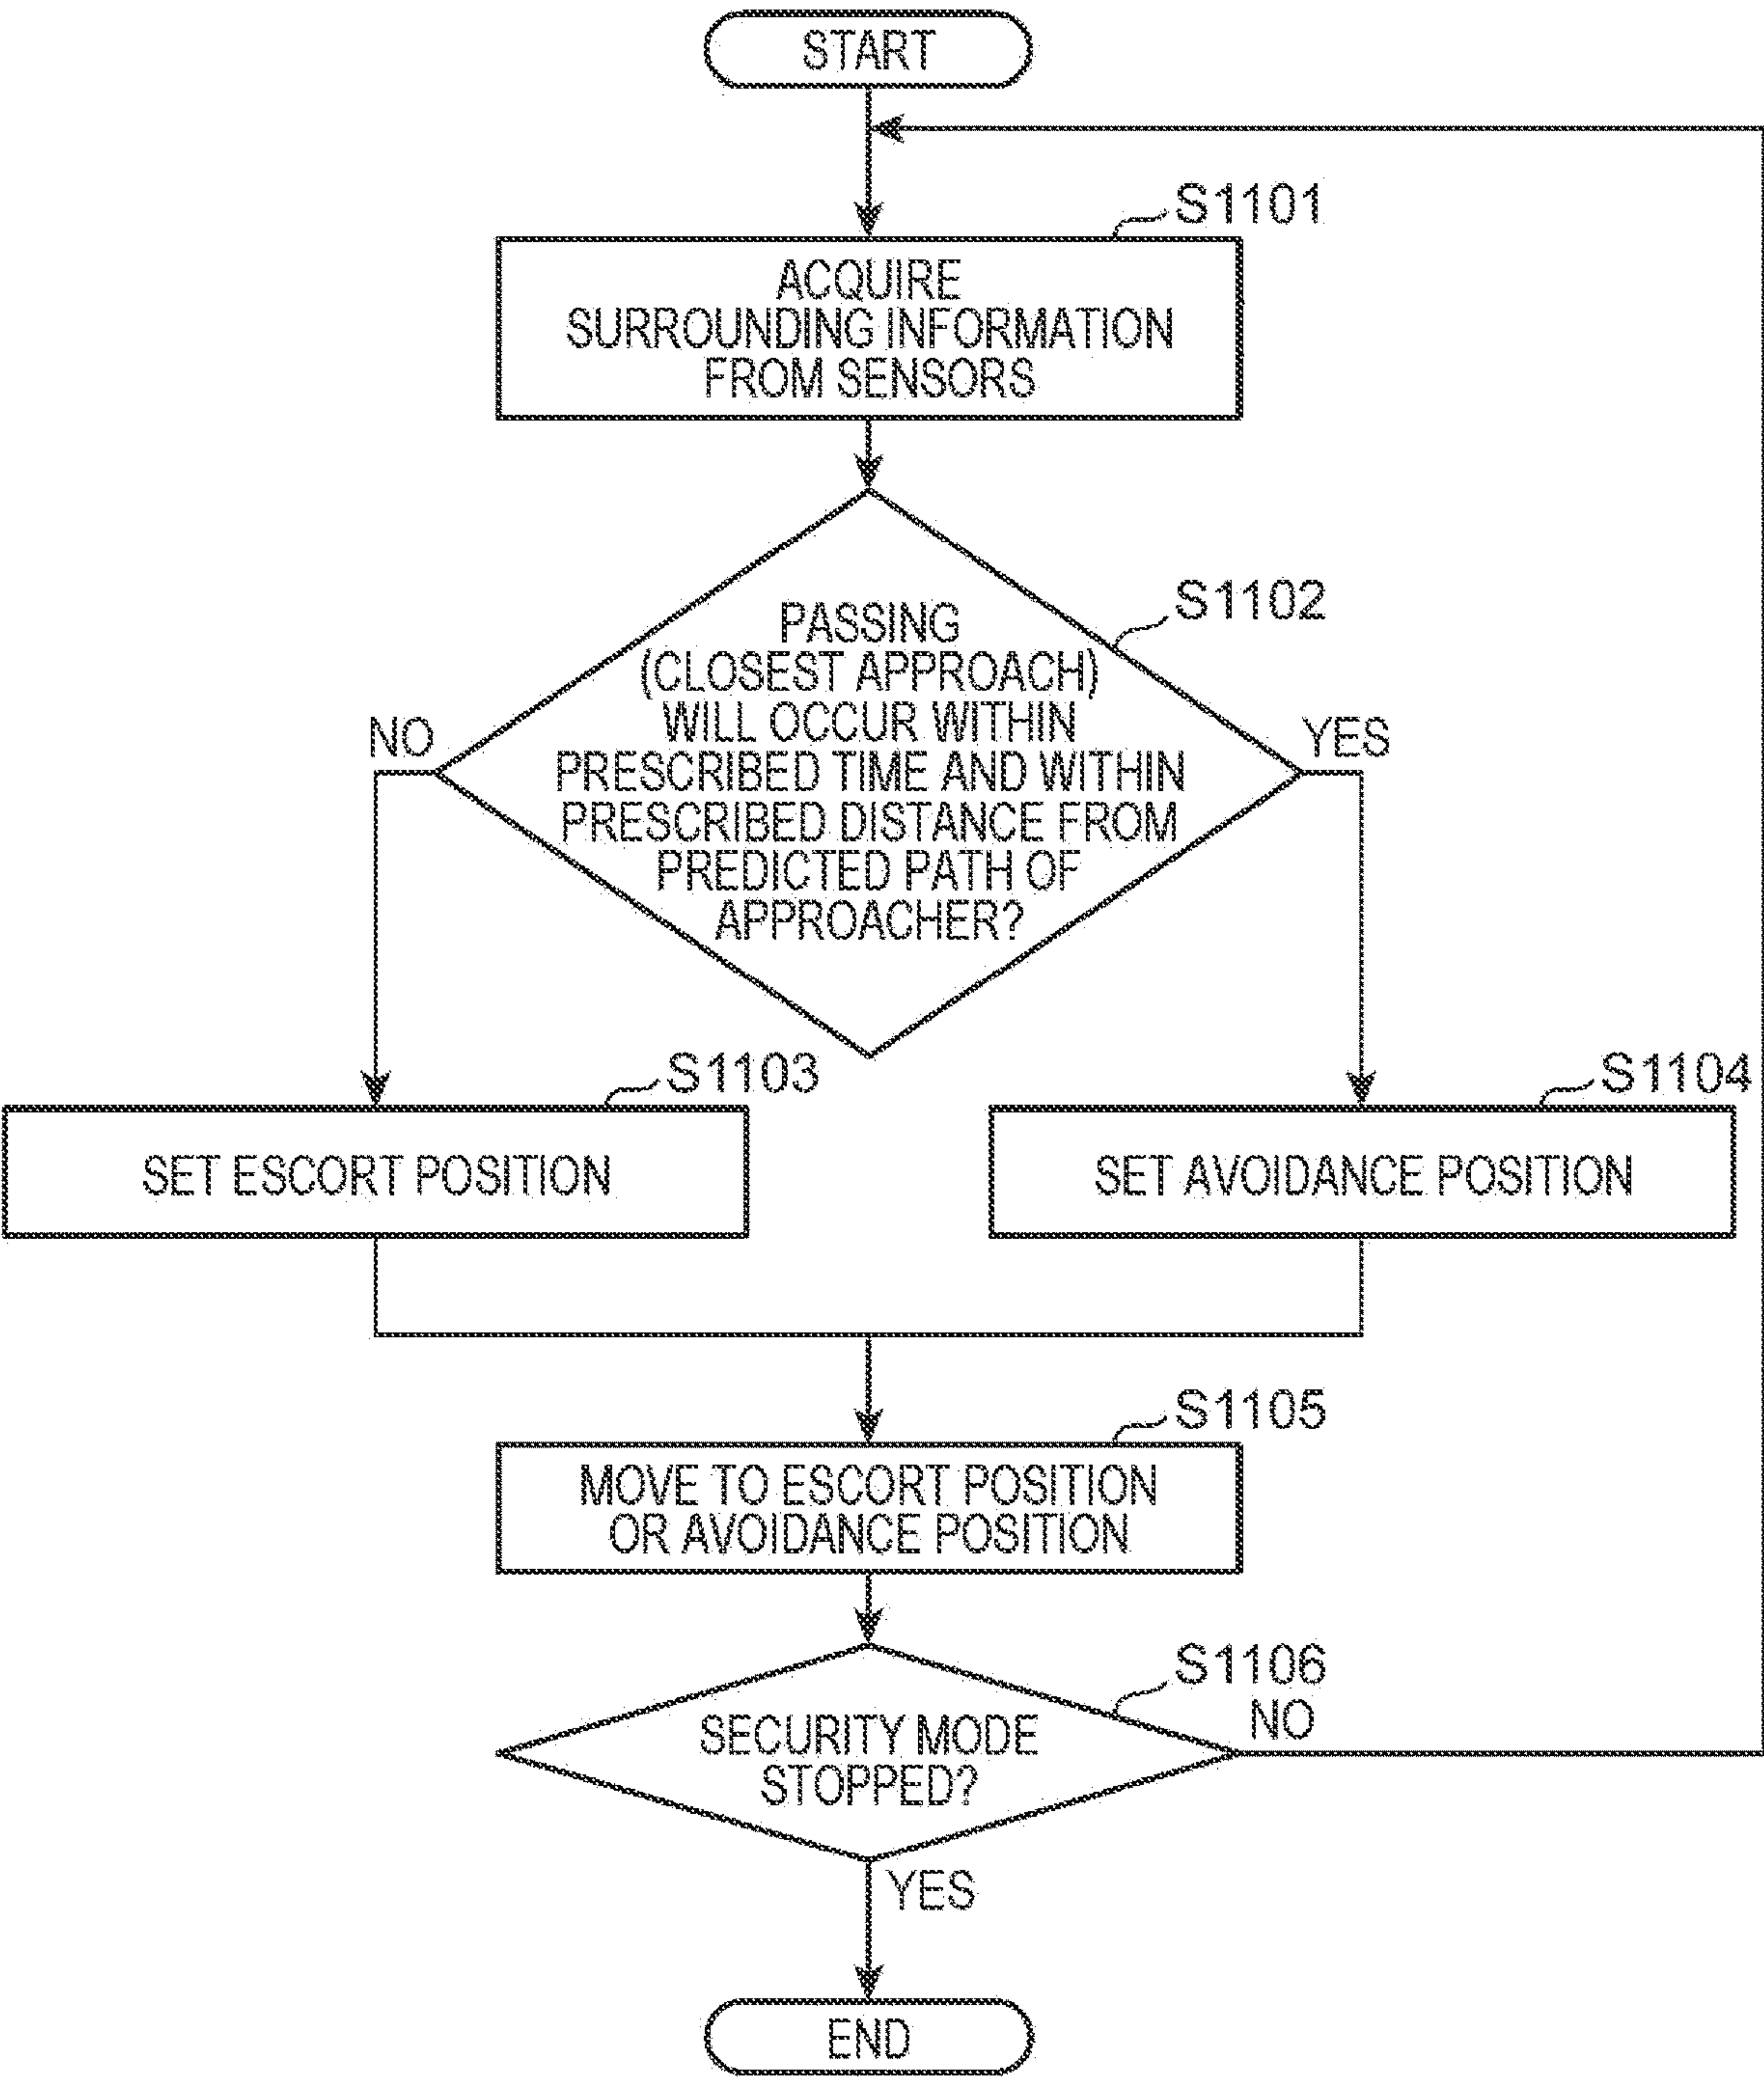 START
S1101
ACQUIRE
SURROUNDING INFORMATION
FROM SENSORS
S1102
PASSING
(CLOSEST APPROACH)
WILL OCCUR WITHIN
PRESCRIBED TIME AND WITHIN
PRESCRIBED DISTANCE FROM
PREDICTED PATH OF
APPROACHER?
NO
YES
S1103
SET ESCORT POSITION
S1104
SET AVOIDANCE POSITION
S1105
MOVE TO ESCORT POSITION
OR AVOIDANCE POSITION
S1106
SECURITY MODE
STOPPED?
NO
YES
END